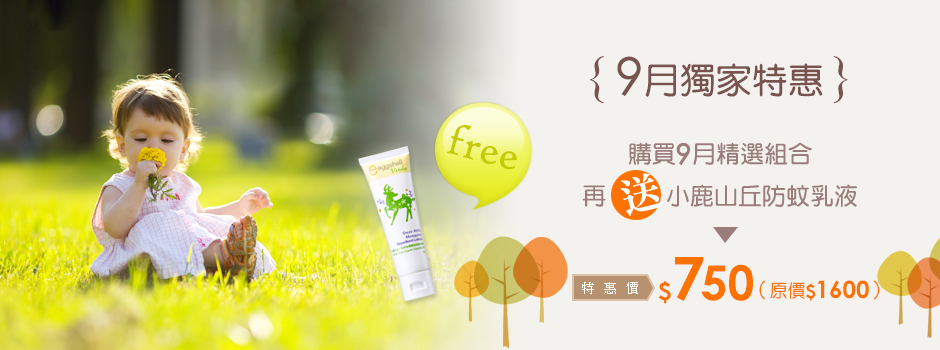 { 9月獨家特惠 }
購買9月精選組合
再 送 小鹿山丘防蚊乳液
特惠價 $750 (原價$1600)
free
eggshell